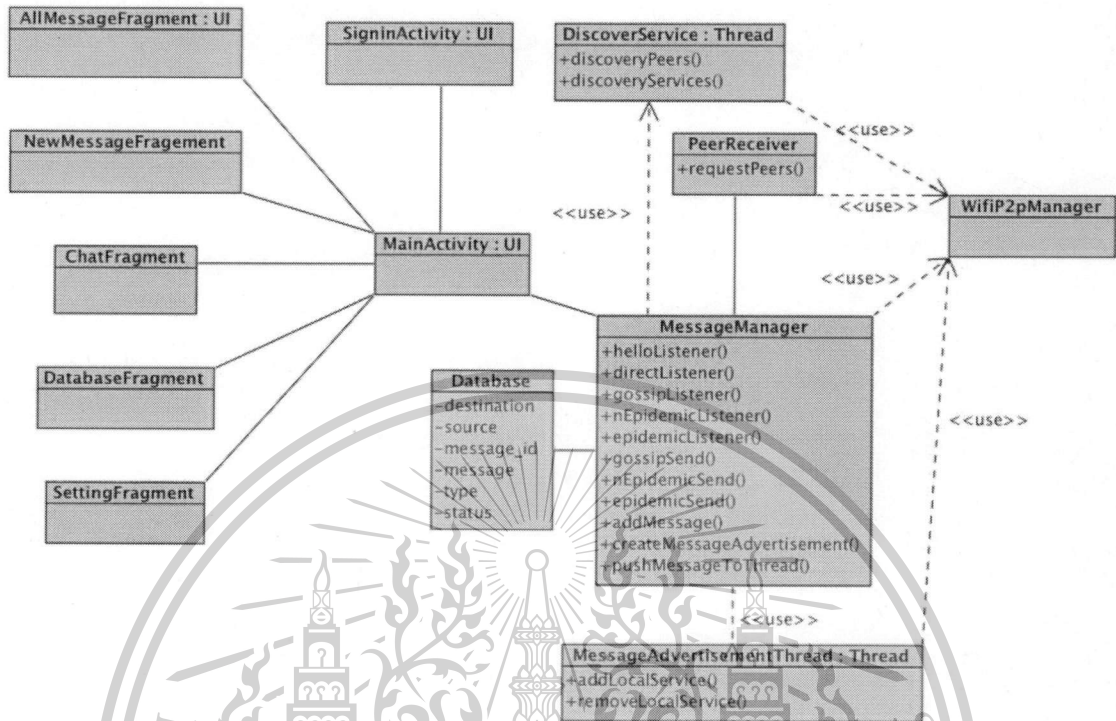 AllMessageFragment : UI
SigninActivity : UI
DiscoverService : Thread
+discoveryPeers()
+discoveryServices()
<<use>>
NewMessageFragement
PeerReceiver
+requestPeers()
<<use>>
WifiP2pManager
<<use>>
ChatFragment
MainActivity : UI
<<use>>
MessageManager
+helloListener()
+directListener()
+gossipListener()
+nEpidemicListener()
+epidemicListener()
+gossipSend()
+nEpidemicSend()
+epidemicSend()
+addMessage()
+createMessageAdvertisement()
+pushMessageToThread()
DatabaseFragment
Database
-destination
-source
-message_id
-message
-type
-status
<<use>>
SettingFragment
<<use>>
MessageAdvertisementThread : Thread
+addLocalService()
+removeLocalService()